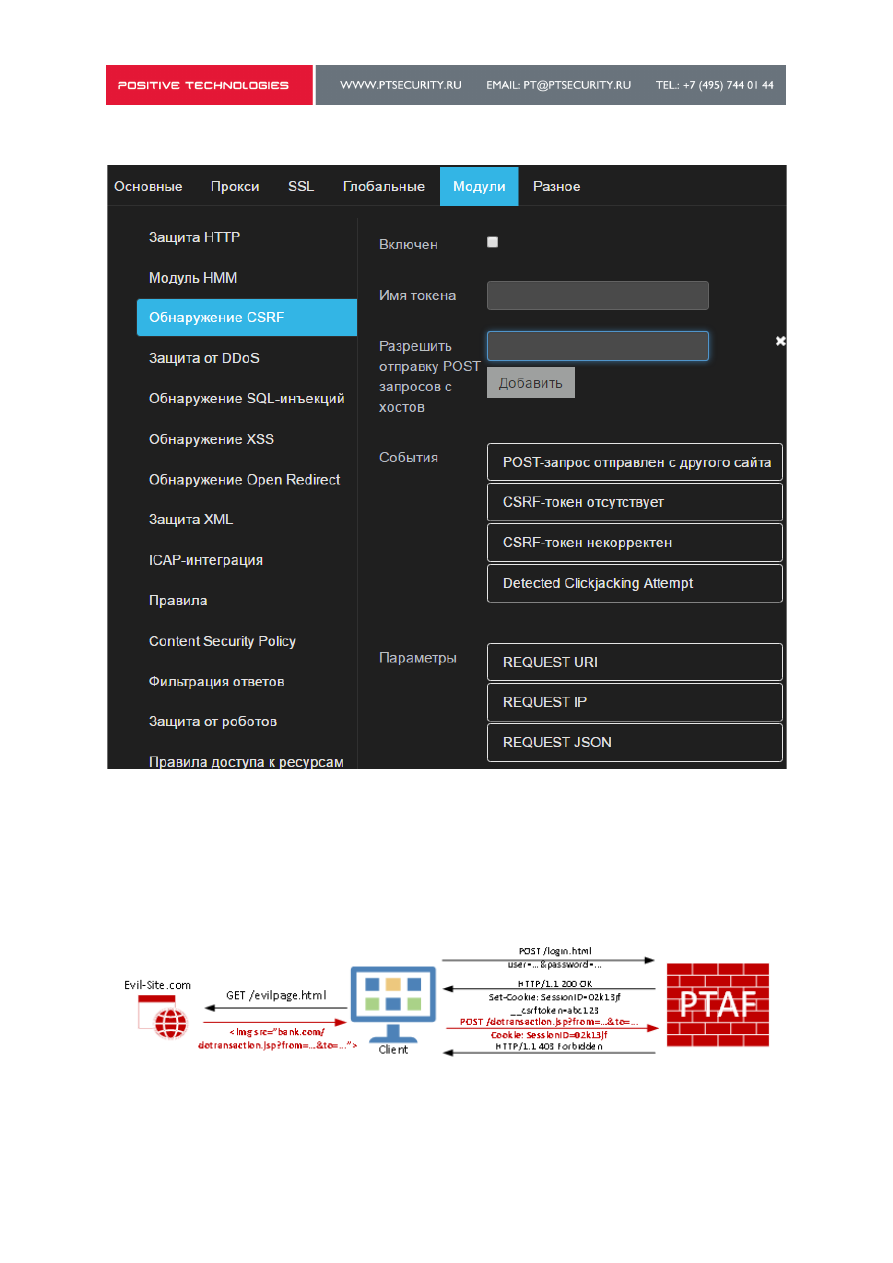 POSITIVE TECHNOLOGIES WWW.PTSECURITY.RU EMAIL: PT@PTSECURITY.RU TEL.: +7 (495) 744 01 44
Основные Прокси SSL Глобальные Модули Разное
Защита HTTP
Модуль HMM
Обнаружение CSRF
Защита от DDoS
Обнаружение SQL-инъекций
Обнаружение XSS
Обнаружение Open Redirect
Защита XML
ICAP-интеграция
Правила
Content Security Policy
Фильтрация ответов
Защита от роботов
Правила доступа к ресурсам
Включен
Имя токена
Разрешить
отправку POST
запросов с
хостов
Добавить
События
POST-запрос отправлен с другого сайта
CSRF-токен отсутствует
CSRF-токен некорректен
Detected Clickjacking Attempt
Параметры
REQUEST URI
REQUEST IP
REQUEST JSON
Evil-Site.com
GET /evilpage.html
<img src="bank.com/
dotransaction.jsp?from=...&to=...">
Client
POST /login.html
user=...&password=...
HTTP/1.1 200 OK
Set-Cookie: SessionID=02k13jf
__csrftoken=abc123
POST /dotransaction.jsp?from=...&to=...
Cookie: SessionID=02k13jf
HTTP/1.1 403 Forbidden
PTAF